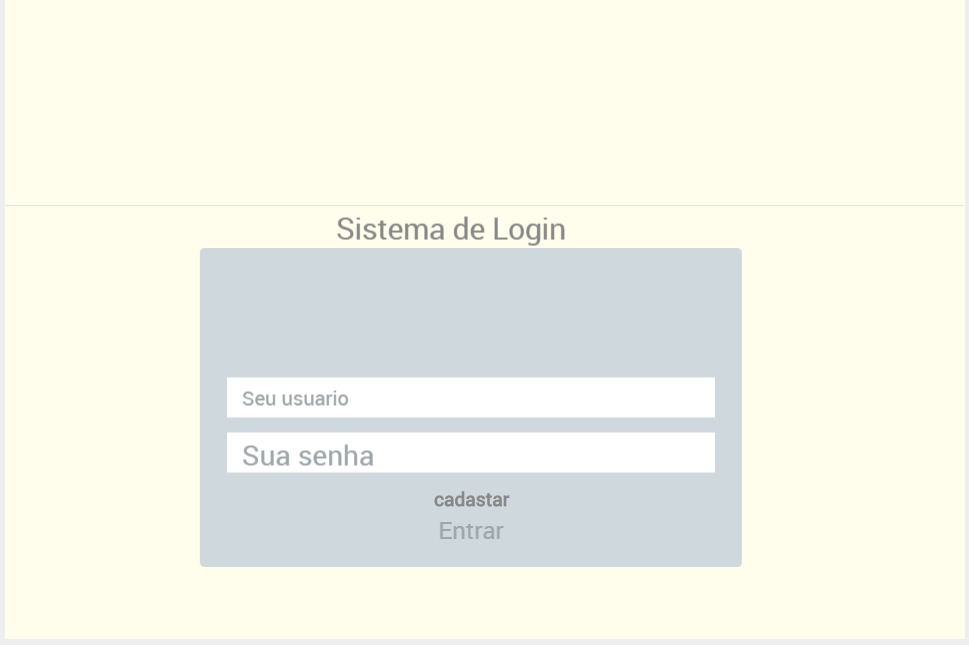 Sistema de Login
Seu usuario
Sua senha
cadastar
Entrar